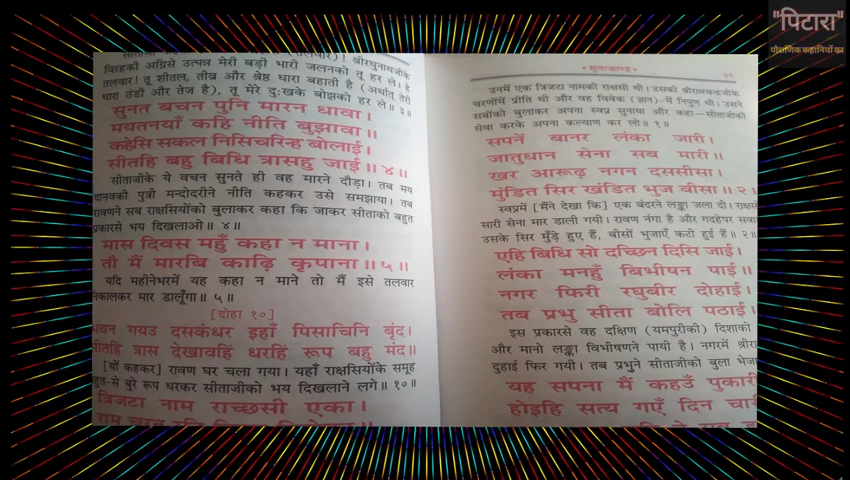 "पिटारा"
पौराणिक कहानियों का
विरहकी अग्निसे उत्पन्न मेरी बड़ी भारी जलनको तू हर ले। हे
तलवार! तू शीतल, तीव्र और श्रेष्ठ धारा बहाती है (अर्थात् तेरी
धारा ठंडी और तेज है), तू मेरे दुःखके बोझको हर ले॥ ३॥
सुनत बचन पुनि मारन धावा।
मयतनयाँ कहि नीति बुझावा॥
कहेसि सकल निसिचरिन्ह बोलाई।
सीतहि बहु बिधि त्रासहु जाई॥ ४॥
सीताजीके ये वचन सुनते ही वह मारने दौड़ा। तब मय
दानवकी पुत्री मन्दोदरीने नीति कहकर उसे समझाया। तब
रावणने सब राक्षसियोंको बुलाकर कहा कि जाकर सीताको बहुत
प्रकारसे भय दिखलाओ॥ ४॥
मास दिवस महुँ कहा न माना।
तौ मैं मारबि काढ़ि कृपाना॥ ५॥
यदि महीनेभरमें यह कहा न माने तो मैं इसे तलवार
निकालकर मार डालूँगा॥ ५॥
[दोहा १०]
भवन गयउ दसकंधर इहाँ पिसाचिनि बृंद।
सीतहि त्रास देखावहिं धरहिं रूप बहु मंद॥
[यों कहकर] रावण घर चला गया। यहाँ राक्षसियोंके समूह
बहुत-से बुरे रूप धरकर सीताजीको भय दिखलाने लगे॥ १०॥
त्रिजटा नाम राच्छसी एका।
* सुन्दरकाण्ड *
उनमें एक त्रिजटा नामकी राक्षसी थी। उसकी श्रीरामचन्द्रजीके
चरणोंमें प्रीति थी और वह विवेक (ज्ञान)-में निपुण थी। उसने
सबोंको बुलाकर अपना स्वप्न सुनाया और कहा—सीताजीकी
सेवा करके अपना कल्याण कर लो॥ १॥
सपनें बानर लंका जारी।
जातुधान सेना सब मारी॥
खर आरूढ़ नगन दससीसा।
मुंडित सिर खंडित भुज बीसा॥ २॥
स्वप्नमें [मैंने देखा कि] एक बंदरने लङ्का जला दी। राक्षसों
सारी सेना मार डाली गयी। रावण नंगा है और गदहेपर सवार
उसके सिर मुँड़े हुए हैं, बीसों भुजाएँ कटी हुई हैं॥ २॥
एहि बिधि सो दच्छिन दिसि जाई।
लंका मनहुँ बिभीषन पाई॥
नगर फिरी रघुबीर दोहाई।
तब प्रभु सीता बोलि पठाई।
इस प्रकारसे वह दक्षिण (यमपुरीकी) दिशाको
और मानो लङ्का विभीषणने पायी है। नगरमें श्रीरा
दुहाई फिर गयी। तब प्रभुने सीताजीको बुला भेजा
यह सपना मैं कहउँ पुकारी
होइहि सत्य गएँ दिन चारी